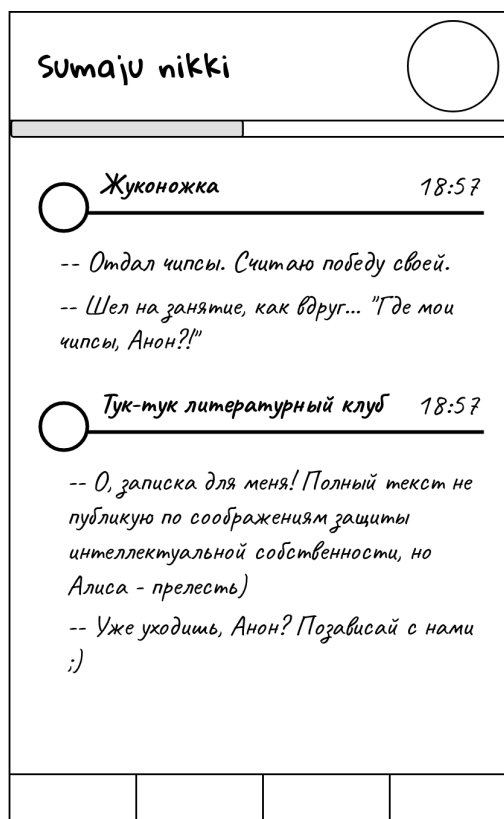 Sumaju nikki
Жуконожка 18:57
-- Отдал чипсы. Считаю победу своей.
-- Шел на занятие, как вдруг... "Где мои
чипсы, Анон?!"
Тук-тук литературный клуб 18:57
-- О, записка для меня! Полный текст не
публикую по соображениям защиты
интеллектуальной собственности, но
Алиса - прелесть)
-- Уже уходишь, Анон? Позависай с нами
;)